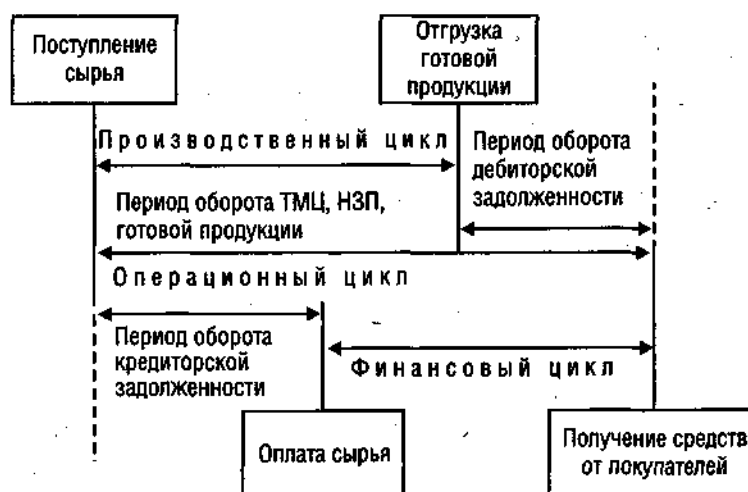 Поступление
сырья
Отгрузка
готовой
продукции
Производственный цикл
Период оборота
дебиторской
задолженности
Период оборота ТМЦ, НЗП,
готовой продукции
Операционный цикл
Период оборота
кредиторской
задолженности
Финансовый цикл
Оплата сырья
Получение средств
от покупателей